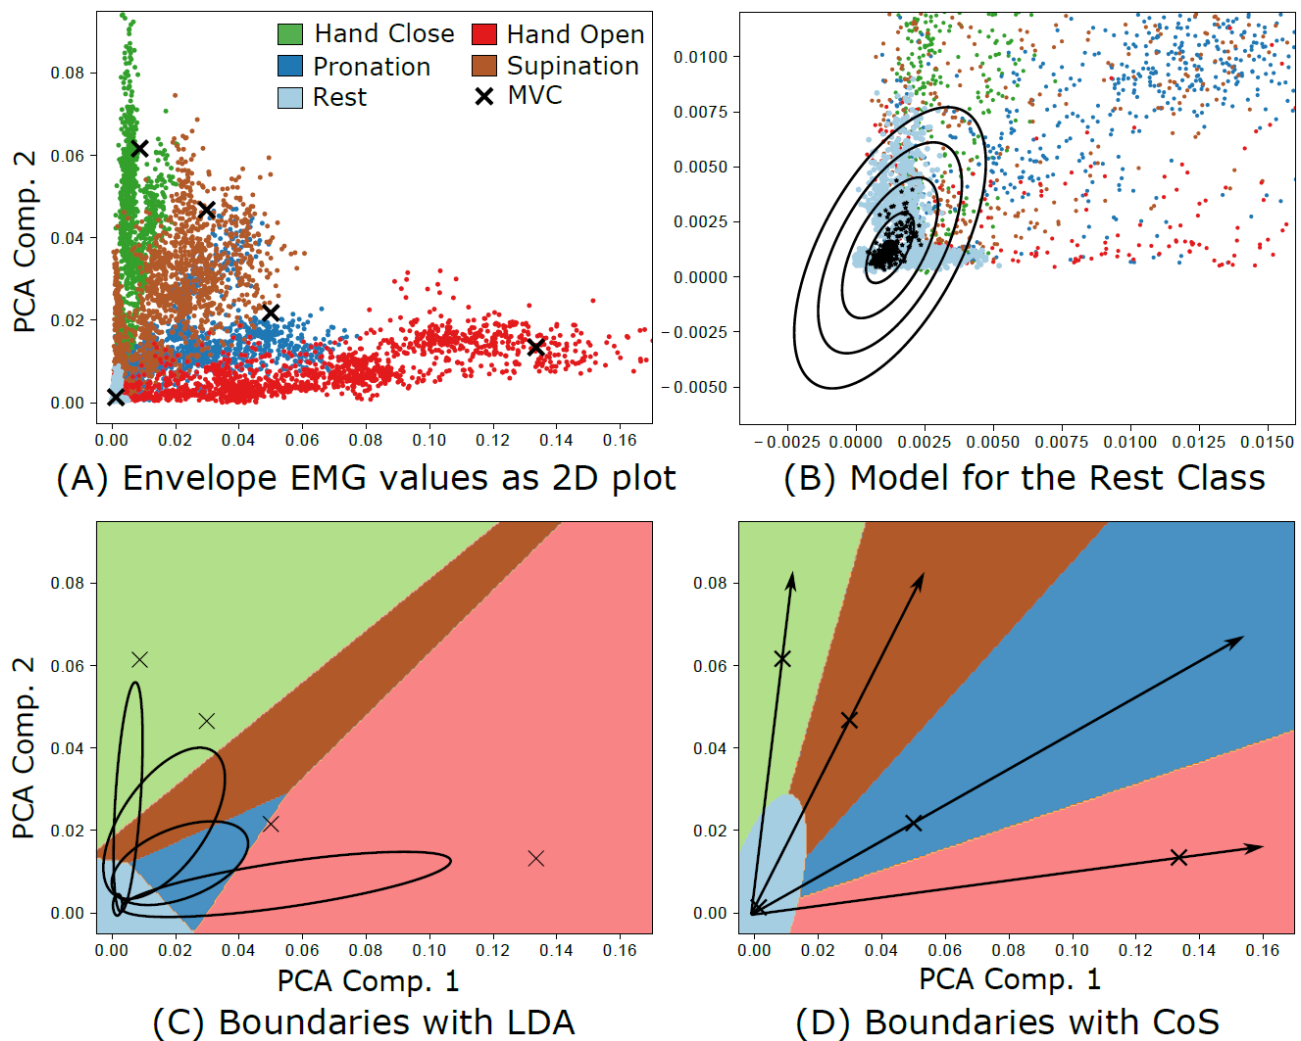 Hand Close
Hand Open
Pronation
Supination
Rest
MVC
PCA Comp. 2
0.08
0.06
0.04
0.02
0.00
0.00 0.02 0.04 0.06 0.08 0.10 0.12 0.14 0.16
(A) Envelope EMG values as 2D plot
0.0100
0.0075
0.0050
0.0025
0.0000
−0.0025
−0.0050
−0.0025 0.0000 0.0025 0.0050 0.0075 0.0100 0.0125 0.0150
(B) Model for the Rest Class
PCA Comp. 2
0.08
0.06
0.04
0.02
0.00
0.00 0.02 0.04 0.06 0.08 0.10 0.12 0.14 0.16
PCA Comp. 1
(C) Boundaries with LDA
0.08
0.06
0.04
0.02
0.00
0.00 0.02 0.04 0.06 0.08 0.10 0.12 0.14 0.16
PCA Comp. 1
(D) Boundaries with CoS